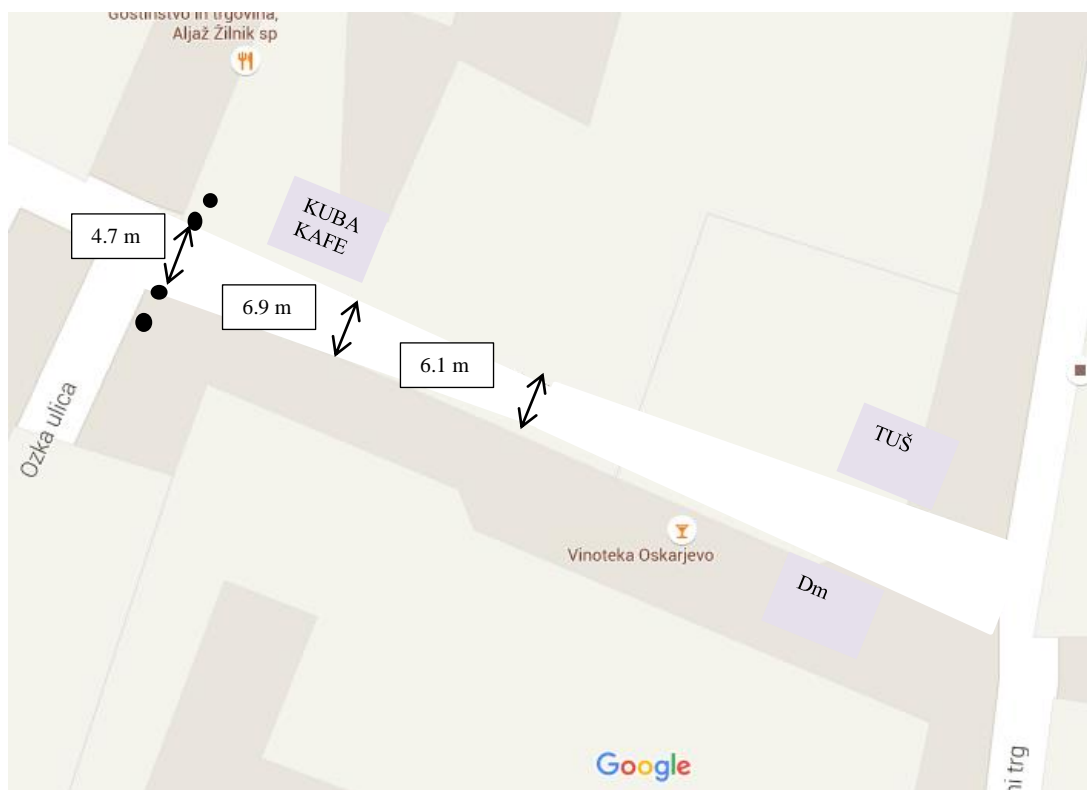 Gostinstvo in trgovina,
Aljaž Žilnik sp
KUBA
KAFE
4.7 m
6.9 m
6.1 m
Ozka ulica
TUŠ
Vinoteka Oskarjevo
Dm
Google
ni trg